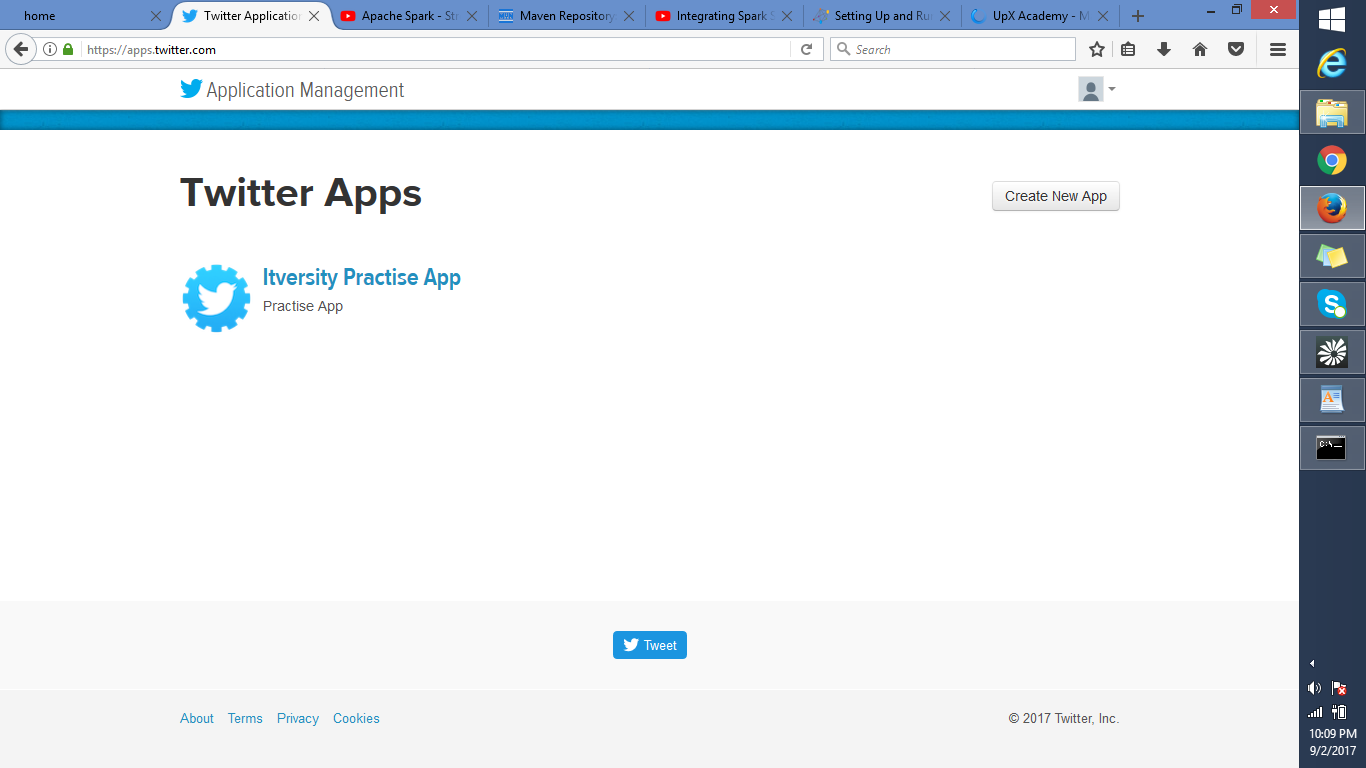 home
Twitter Application
Apache Spark - St
Maven Repository
Integrating Spark S
Setting Up and Ru
UpX Academy - M
https://apps.twitter.com
Search
Application Management
Twitter Apps
Create New App
Itversity Practise App
Practise App
Tweet
About Terms Privacy Cookies
© 2017 Twitter, Inc.
10:09 PM
9/2/2017